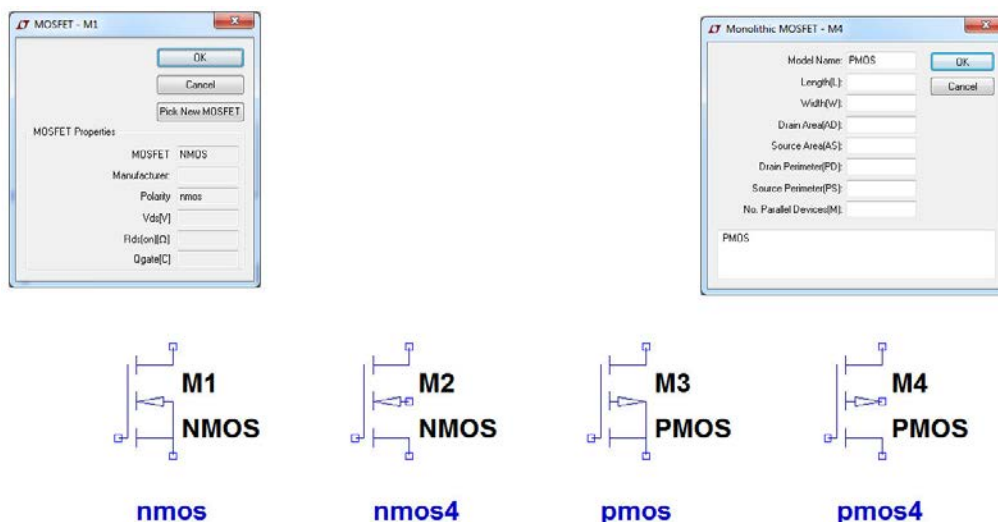 MOSFET - M1
OK
Cancel
Pick New MOSFET
MOSFET Properties
MOSFET NMOS
Manufacturer:
Polarity nmos
Vds[V]
Rds(on)[Ω]
Qgate[C]
Monolithic MOSFET - M4
Model Name: PMOS
OK
Length(L):
Cancel
Width(W):
Drain Area(AD):
Source Area(AS):
Drain Perimeter(PD):
Source Perimeter(PS):
No. Parallel Devices(M):
PMOS
M1
NMOS
nmos
M2
NMOS
nmos4
M3
PMOS
pmos
M4
PMOS
pmos4